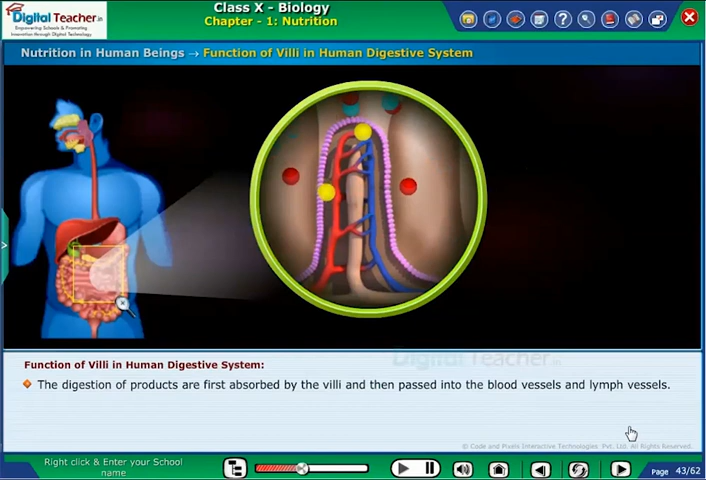 Digital Teacher.in
Empowering Schools & Promoting
Innovation through Digital Technology
Class X - Biology
Chapter - 1: Nutrition
Nutrition in Human Beings → Function of Villi in Human Digestive System
Digital Teacher.in
Function of Villi in Human Digestive System:
The digestion of products are first absorbed by the villi and then passed into the blood vessels and lymph vessels.
© Code and Pixels Interactive Technologies Pvt. Ltd. All Rights Reserved.
Right click & Enter your School
name
Page 43/62